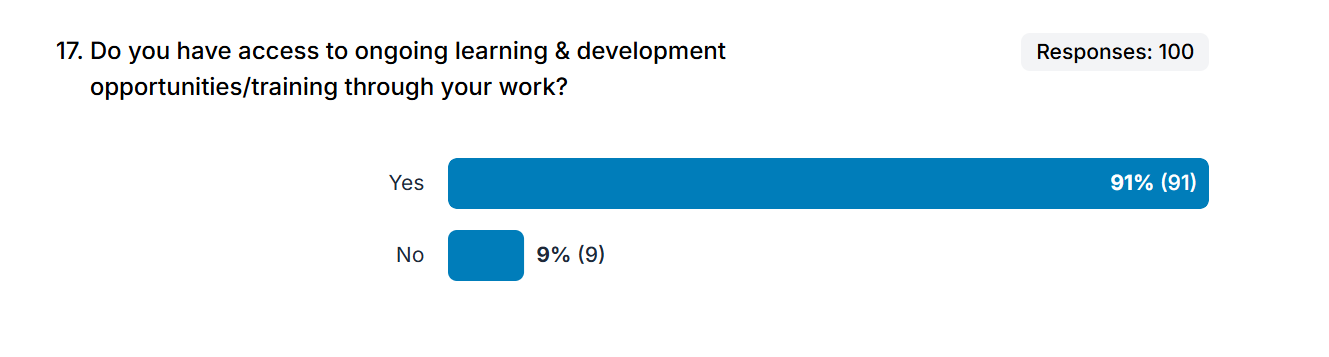 17. Do you have access to ongoing learning & development
opportunities/training through your work?
Responses: 100
Yes
91% (91)
No
9% (9)